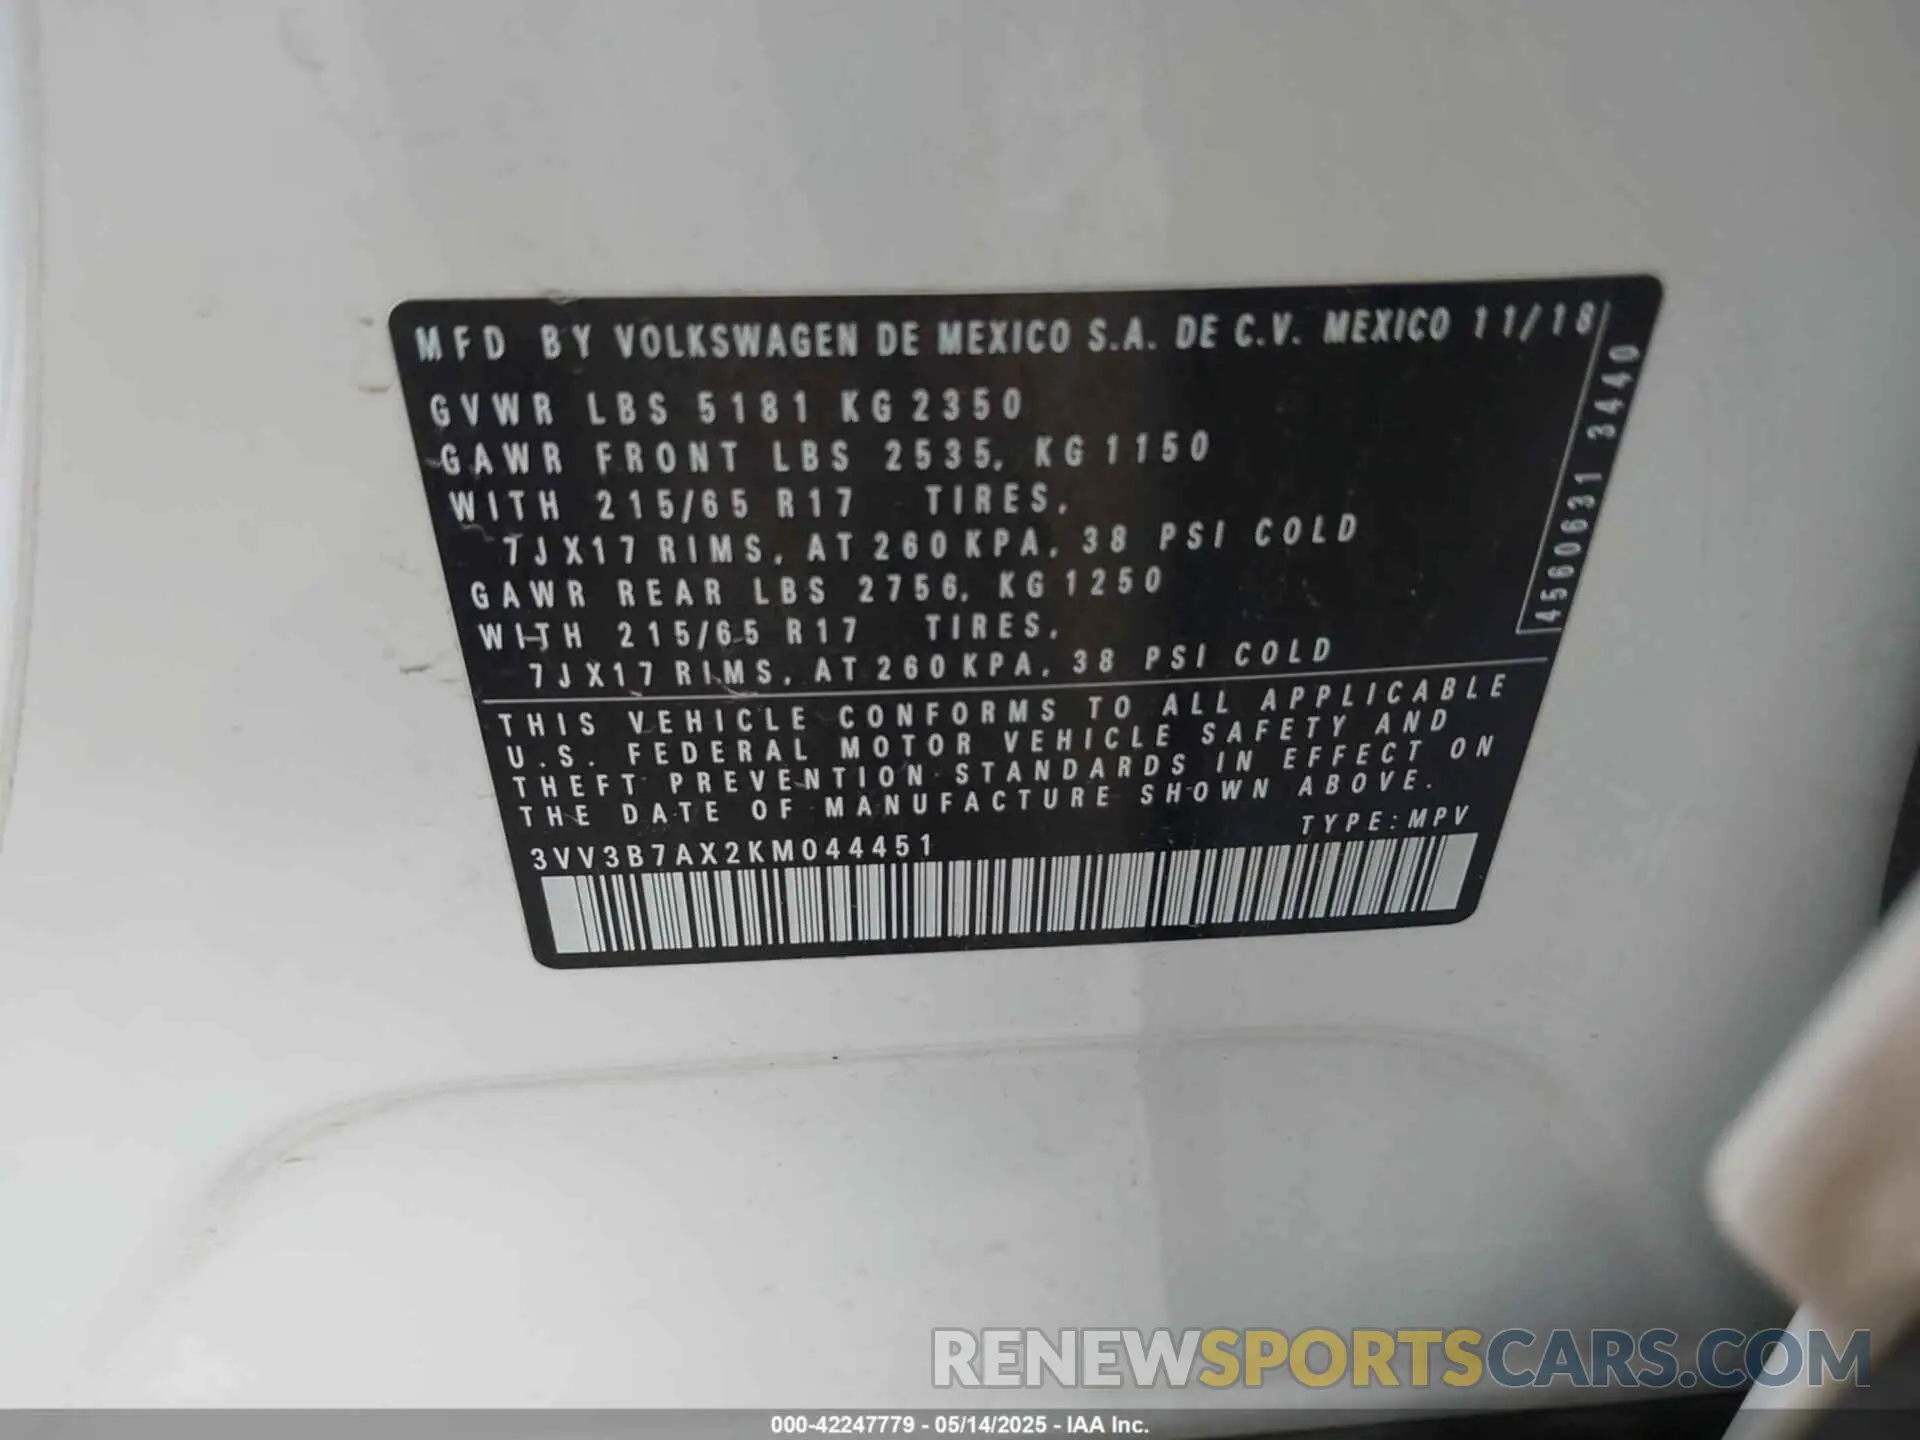 MFD BY VOLKSWAGEN DE MEXICO S.A. DE C.V. MEXICO 11/18
GVWR LBS 5181 KG 2350
GAWR FRONT LBS 2535, KG 1150
WITH 215/65 R17 TIRES,
7JX17 RIMS, AT 260 KPA, 38 PSI COLD
GAWR REAR LBS 2756, KG 1250
WITH 215/65 R17 TIRES,
7JX17 RIMS, AT 260 KPA, 38 PSI COLD
4560631 3440
THIS VEHICLE CONFORMS TO ALL APPLICABLE
U.S. FEDERAL MOTOR VEHICLE SAFETY AND
THEFT PREVENTION STANDARDS IN EFFECT ON
THE DATE OF MANUFACTURE SHOWN ABOVE.
TYPE: MPV
3VV3B7AX2KM044451
RENEWSPORTSCARS.COM
000-42247779 - 05/14/2025 - IAA Inc.